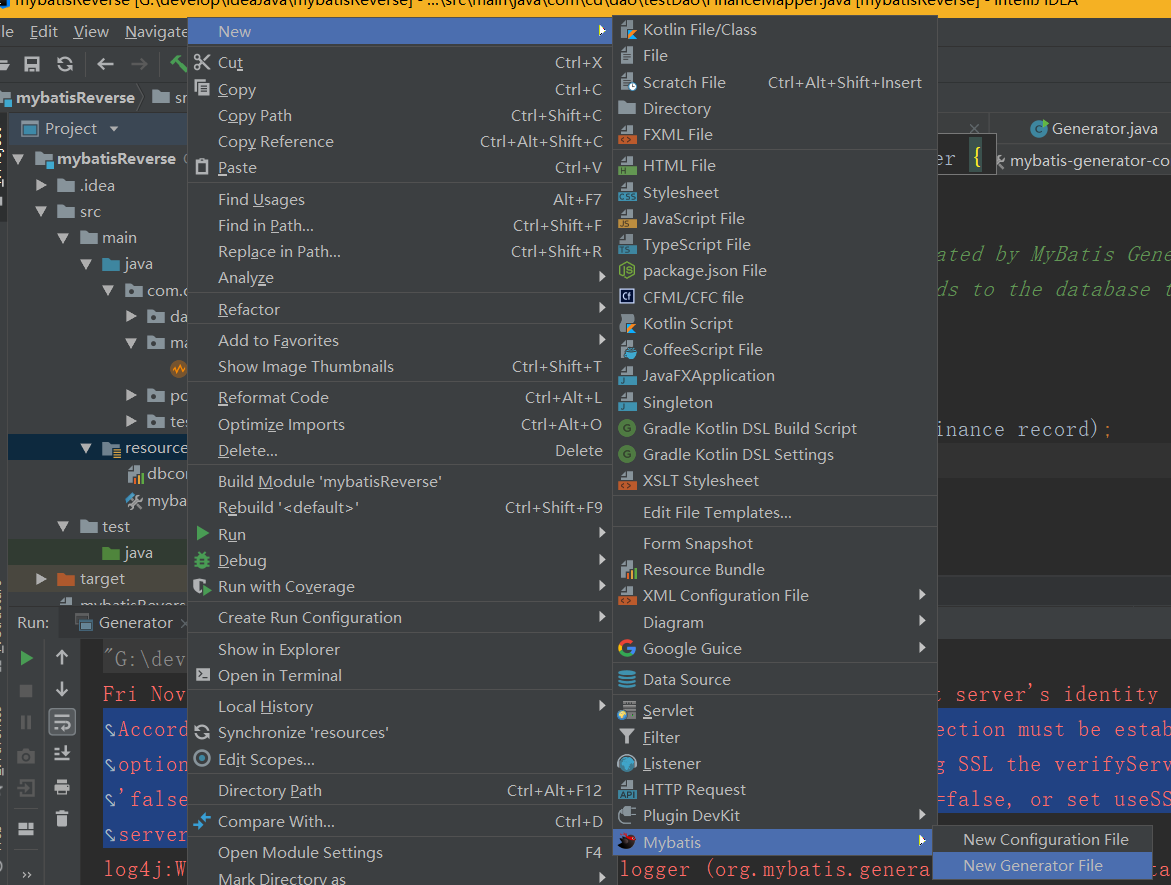 mybatisReverse [G:\develop\ideaJava\mybatisReverse] - ...\src\main\java\com\cd\dao\testDao\FinanceMapper.java [mybatisReverse] - IntelliJ IDEA
Edit View Navigate
mybatisReverse
Project
Generator.java
mybatisReverse
er {
mybatis-generator-co
.idea
src
main
java
com.c
da
ma
po
tes
resource
dbcor
myba
test
java
target
mybatisRevers
New
Cut Ctrl+X
Copy Ctrl+C
Copy Path Ctrl+Shift+C
Copy Reference Ctrl+Alt+Shift+C
Paste Ctrl+V
Find Usages Alt+F7
Find in Path... Ctrl+Shift+F
Replace in Path... Ctrl+Shift+R
Analyze
Refactor
Add to Favorites
Show Image Thumbnails Ctrl+Shift+T
Reformat Code Ctrl+Alt+L
Optimize Imports Ctrl+Alt+O
Delete... Delete
Build Module 'mybatisReverse'
Rebuild '<default>' Ctrl+Shift+F9
Run
Debug
Run with Coverage
Create Run Configuration
Show in Explorer
Open in Terminal
Local History
Synchronize 'resources'
Edit Scopes...
Directory Path Ctrl+Alt+F12
Compare With... Ctrl+D
Open Module Settings F4
Mark Directory as
Kotlin File/Class
File
Scratch File Ctrl+Alt+Shift+Insert
Directory
FXML File
HTML File
Stylesheet
JavaScript File
TypeScript File
package.json File
CFML/CFC file
Kotlin Script
CoffeeScript File
JavaFXApplication
Singleton
Gradle Kotlin DSL Build Script
Gradle Kotlin DSL Settings
XSLT Stylesheet
Edit File Templates...
Form Snapshot
Resource Bundle
XML Configuration File
Diagram
Google Guice
Data Source
Servlet
Filter
Listener
HTTP Request
Plugin DevKit
Mybatis
New Configuration File
New Generator File
ated by MyBatis Gene
ds to the database t
inance record);
Run: Generator
"G:\dev
Fri Nov t server's identity
Accord ection must be estab
option g SSL the verifyServ
'false =false, or set useSS
server
log4j:W logger (org.mybatis.genera